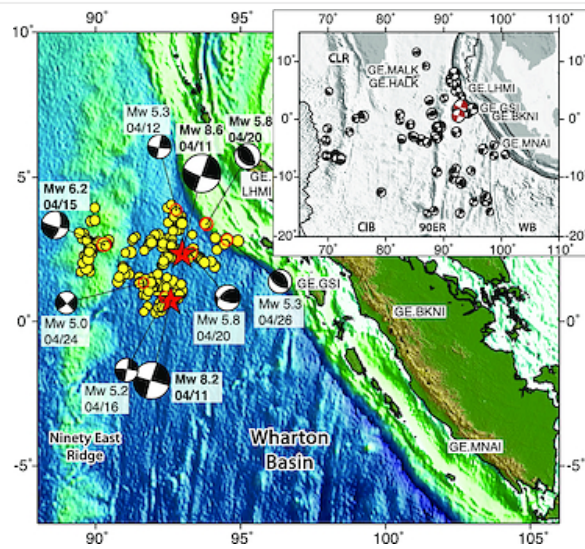 90° 95°
70° 80° 90° 100° 110°
10°
10°
CLR
GE.MALK
GE.HALK
GE.LHMI
GE.GSI
GE.BKNI
GE.MNAI
0°
-10°
CIB 90ER WB
Mw 5.3
04/12
Mw 8.6
04/11
Mw 5.8
04/20
GE.
LHMI
5°
Mw 6.2
04/15
Mw 5.0
04/24
Mw 5.8
04/20
Mw 5.3
04/26
GE.GSI
GE.BKNI
0°
0°
Mw 5.2
04/16
Mw 8.2
04/11
Ninety East
Ridge
Wharton
Basin
GE.MNAI
-5°
-5°
90° 95° 100° 105°